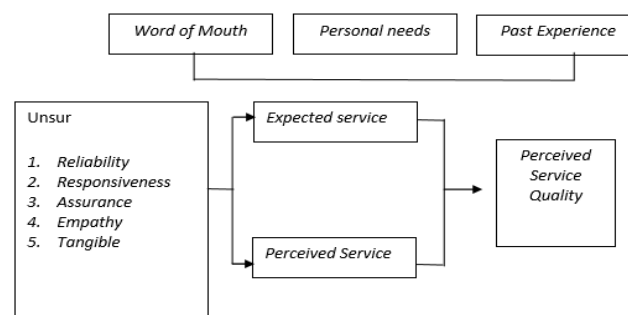 Word of Mouth
Personal needs
Past Experience
Unsur
1. Reliability
2. Responsiveness
3. Assurance
4. Empathy
5. Tangible
Expected service
Perceived Service
Perceived
Service
Quality